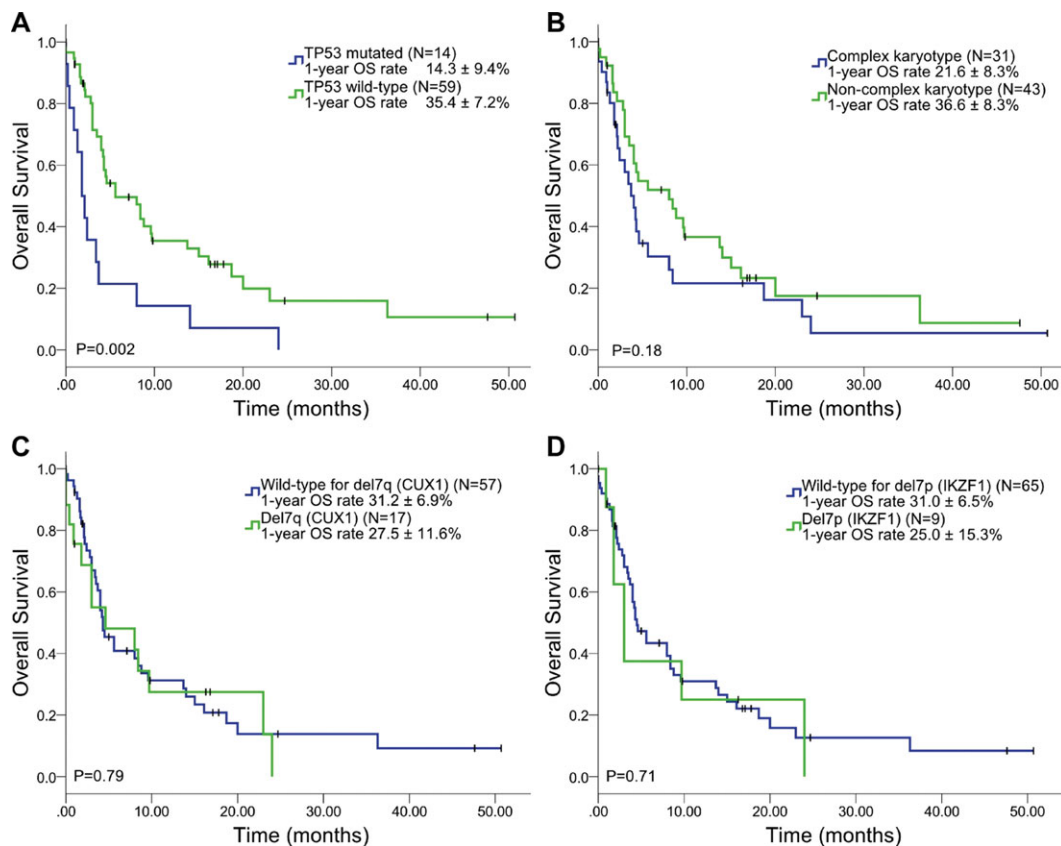 A
TP53 mutated (N=14)
1-year OS rate 14.3 ± 9.4%
TP53 wild-type (N=59)
1-year OS rate 35.4 ± 7.2%
Overall Survival
1.0
0.8
0.6
0.4
0.2
0.0
P=0.002
.00 10.00 20.00 30.00 40.00 50.00
Time (months)
B
Complex karyotype (N=31)
1-year OS rate 21.6 ± 8.3%
Non-complex karyotype (N=43)
1-year OS rate 36.6 ± 8.3%
Overall Survival
1.0
0.8
0.6
0.4
0.2
0.0
P=0.18
.00 10.00 20.00 30.00 40.00 50.00
Time (months)
C
Wild-type for del7q (CUX1) (N=57)
1-year OS rate 31.2 ± 6.9%
Del7q (CUX1) (N=17)
1-year OS rate 27.5 ± 11.6%
Overall Survival
1.0
0.8
0.6
0.4
0.2
0.0
P=0.79
.00 10.00 20.00 30.00 40.00 50.00
Time (months)
D
Wild-type for del7p (IKZF1) (N=65)
1-year OS rate 31.0 ± 6.5%
Del7p (IKZF1) (N=9)
1-year OS rate 25.0 ± 15.3%
Overall Survival
1.0
0.8
0.6
0.4
0.2
0.0
P=0.71
.00 10.00 20.00 30.00 40.00 50.00
Time (months)